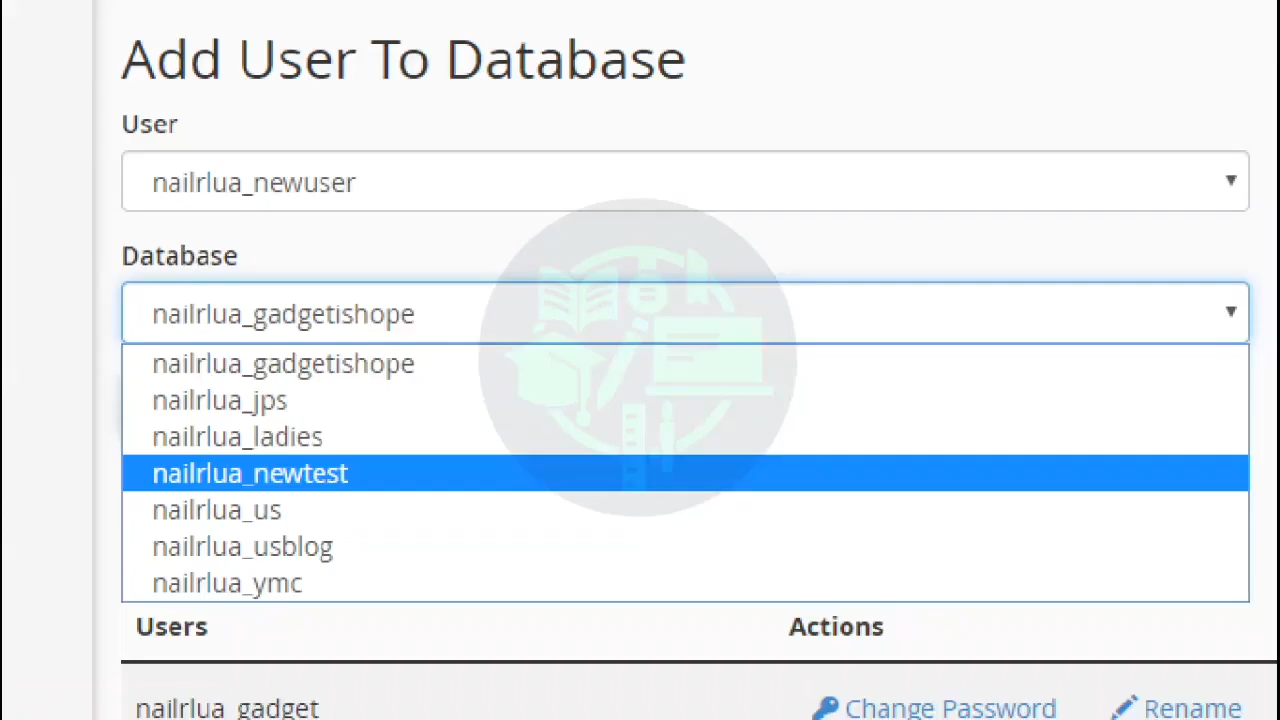 Add User To Database
User
nailrlua_newuser
Database
nailrlua_gadgetishope
nailrlua_gadgetishope
nailrlua_jps
nailrlua_ladies
nailrlua_newtest
nailrlua_us
nailrlua_usblog
nailrlua_ymc
Users Actions
nailrlua_gadget Change Password Rename